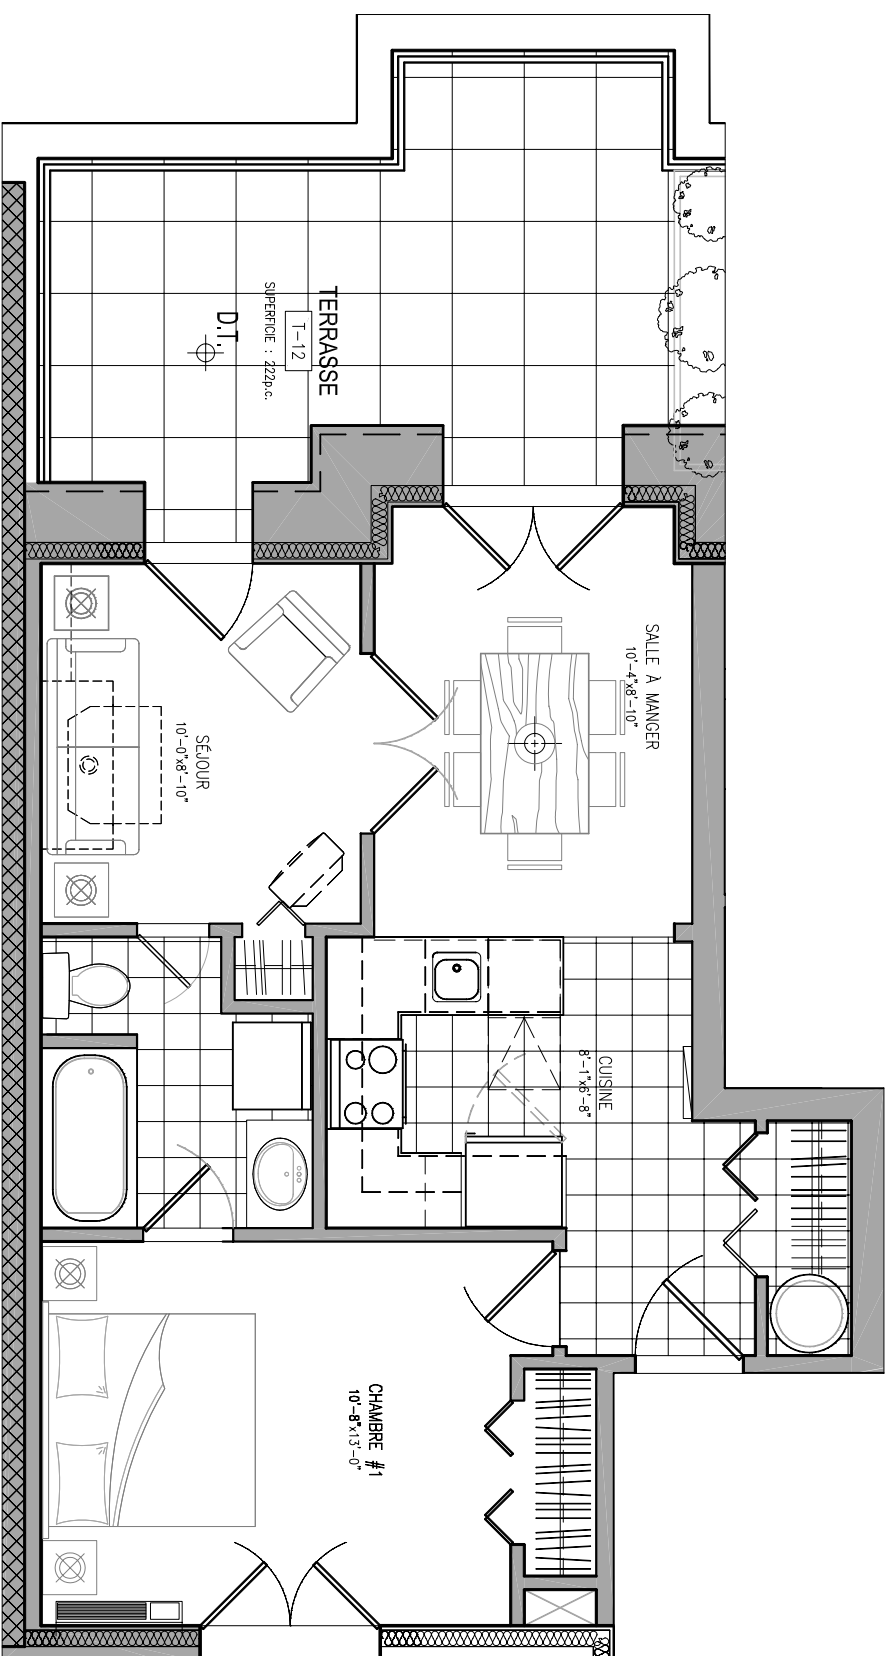 TERRASSE
T-12
SUPERFICIE : 222p.c.
D.T.
SALLE À MANGER
10'-4"x8'-10"
SÉJOUR
10'-0"x8'-10"
CUISINE
8'-1"x6'-8"
CHAMBRE #1
10'-8"x13'-0"